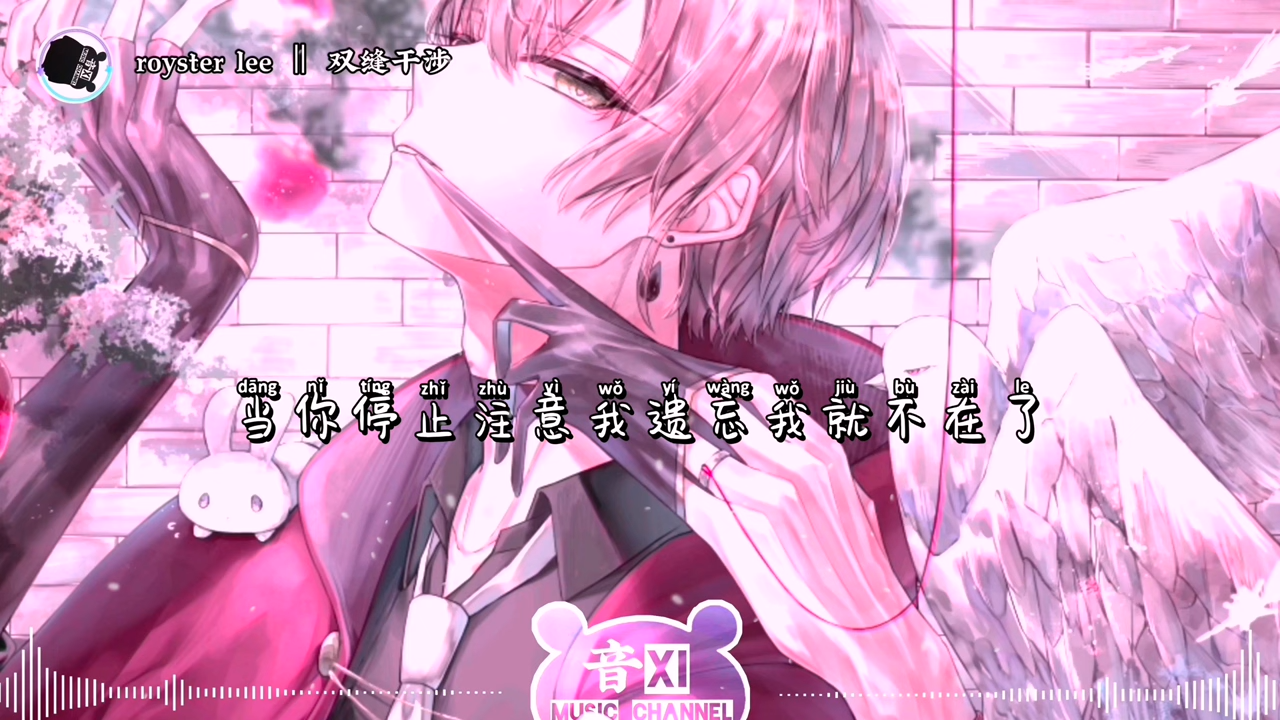 royster lee || 双缝干涉
dāng nǐ tíng zhǐ zhù yì wǒ yí wàng wǒ jiù bù zài le
当你停止注意我遗忘我就不在了
音XI
MUSIC CHANNEL